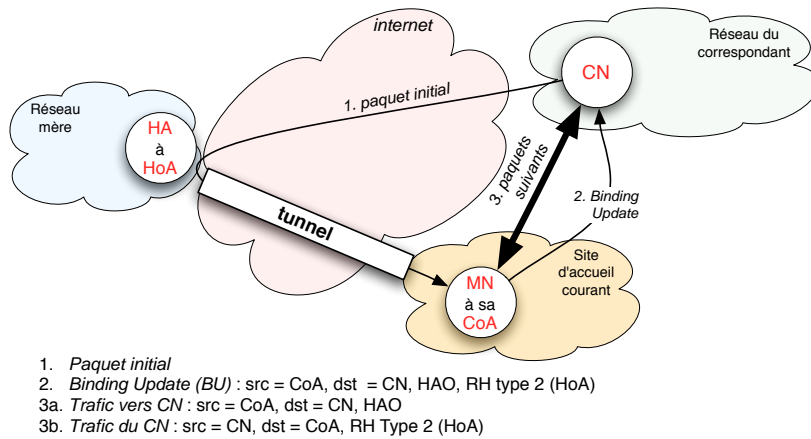 internet
Réseau du
correspondant
CN
1. paquet initial
Réseau
mère
HA
à
HoA
3. paquets
suivants
2. Binding
Update
tunnel
Site
d'accueil
courant
MN
à sa
CoA
1. Paquet initial
2. Binding Update (BU) : src = CoA, dst = CN, HAO, RH type 2 (HoA)
3a. Trafic vers CN : src = CoA, dst = CN, HAO
3b. Trafic du CN : src = CN, dst = CoA, RH Type 2 (HoA)